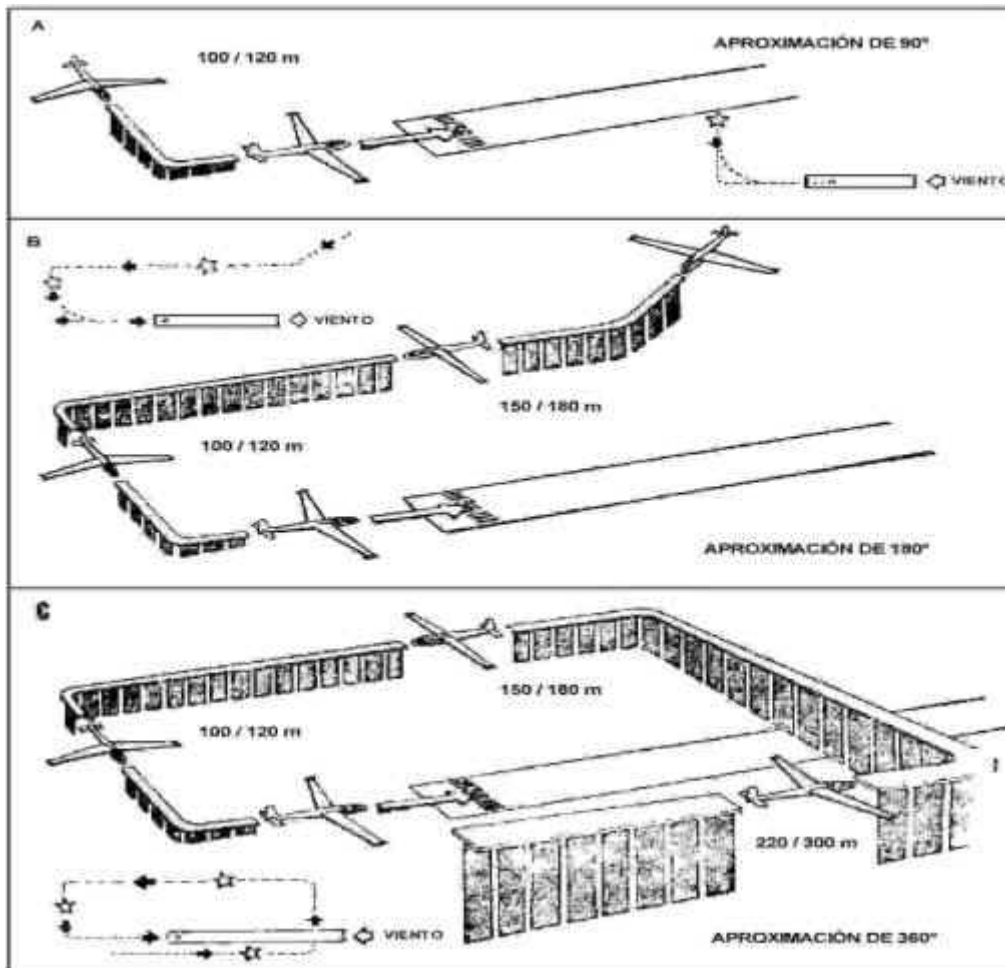 A
100 / 120 m
APROXIMACIÓN DE 90°
VIENTO
B
VIENTO
150 / 180 m
100 / 120 m
APROXIMACIÓN DE 180°
C
150 / 180 m
100 / 120 m
220 / 300 m
VIENTO
APROXIMACIÓN DE 360°